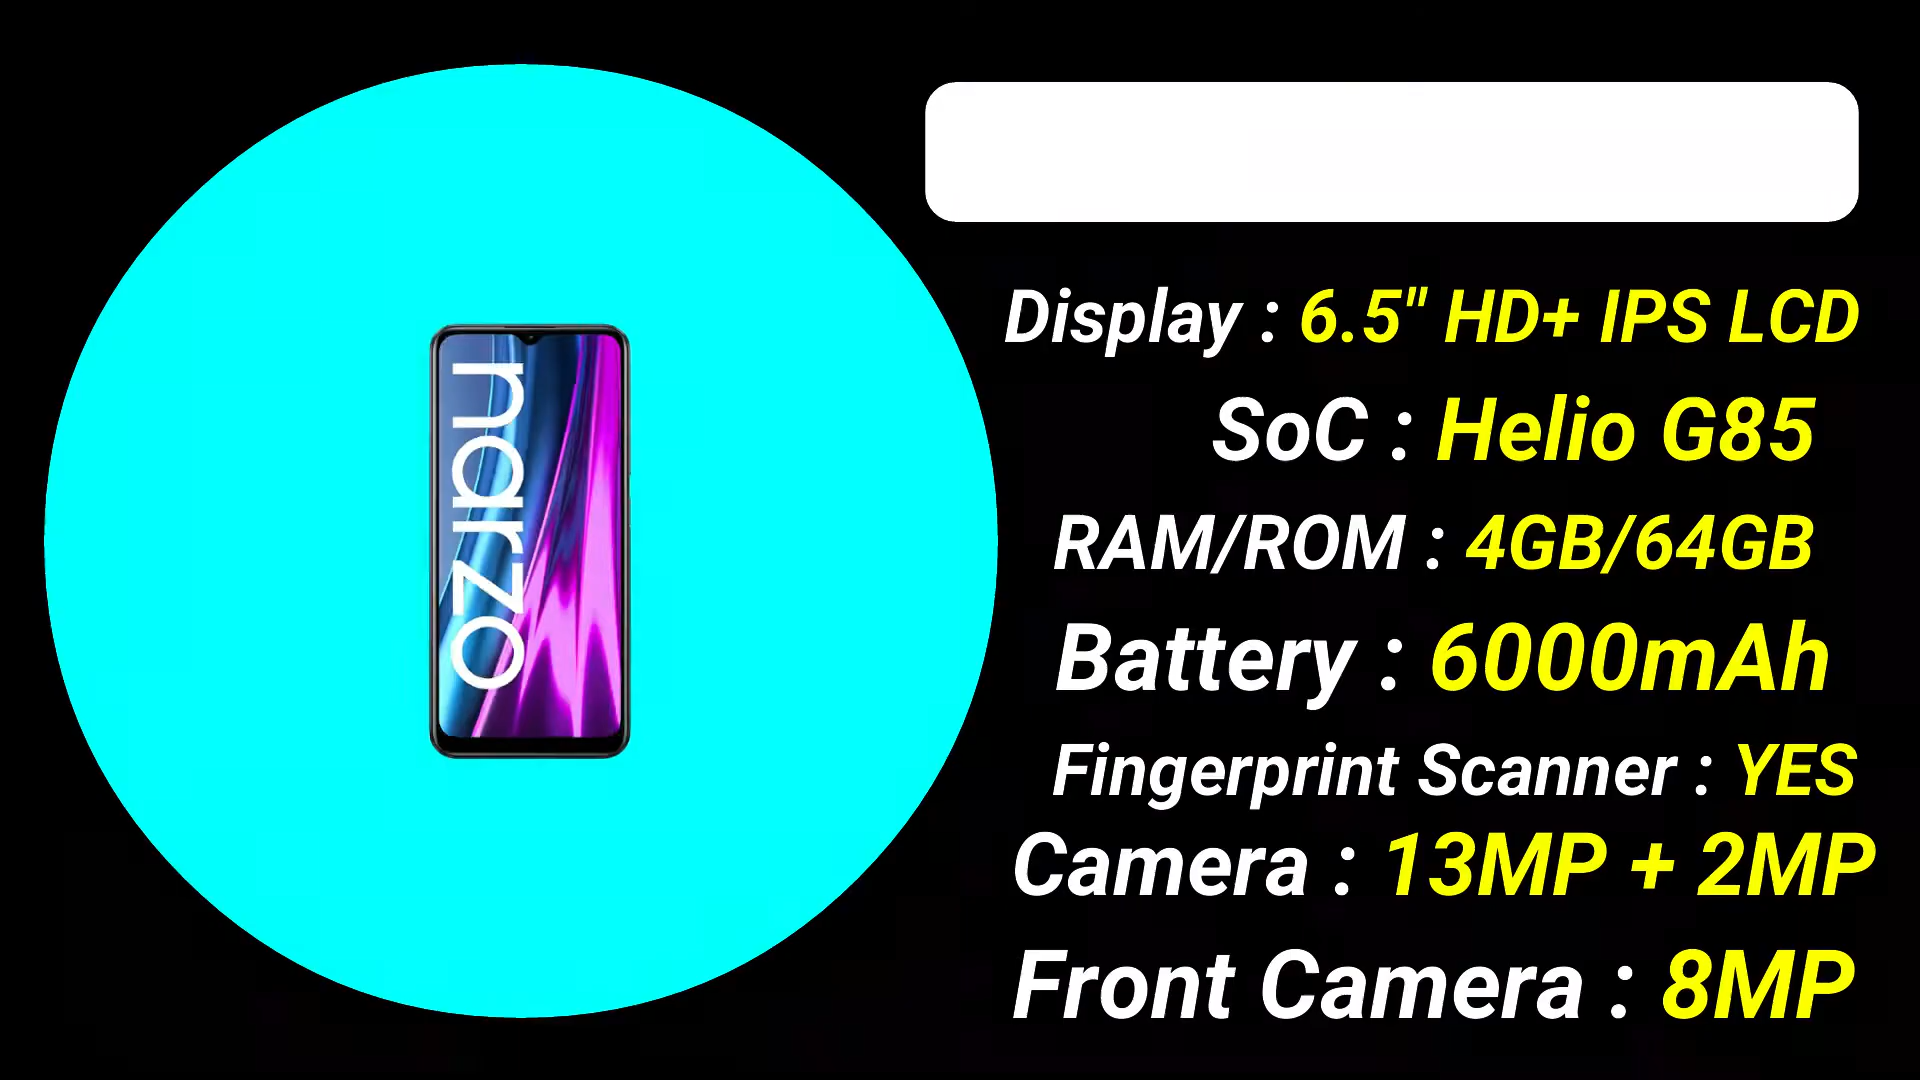 narzo
Display : 6.5" HD+ IPS LCD
SoC : Helio G85
RAM/ROM : 4GB/64GB
Battery : 6000mAh
Fingerprint Scanner : YES
Camera : 13MP + 2MP
Front Camera : 8MP